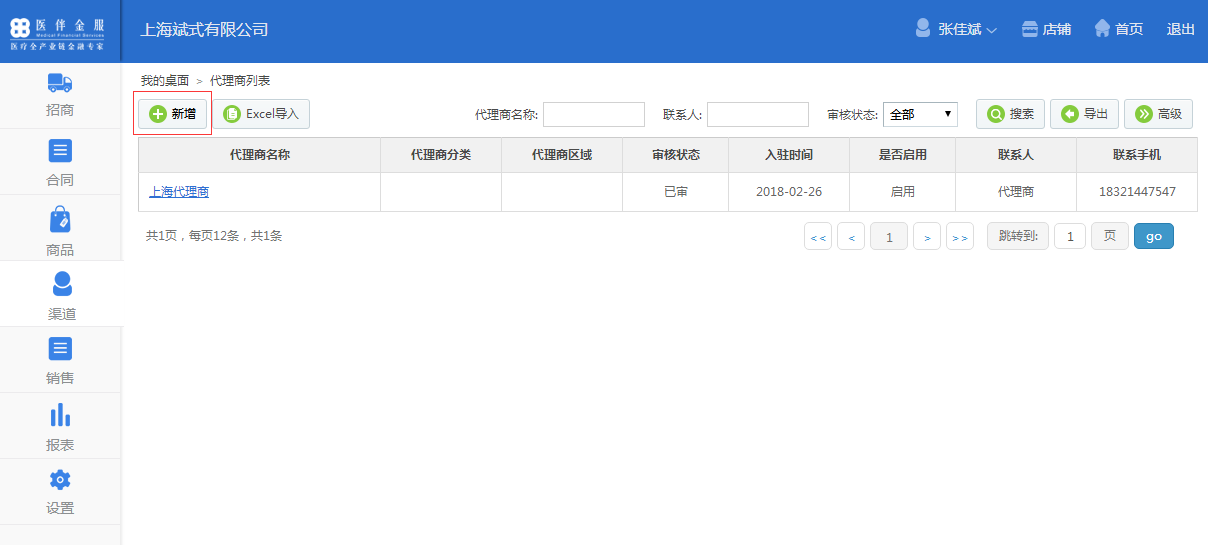 医伴金服
Medical Financial Services
医疗全产业链金融专家
上海斌弌有限公司
张佳斌 店铺 首页 退出
招商
合同
商品
渠道
销售
报表
设置
我的桌面 > 代理商列表
新增 Excel导入 代理商名称: 联系人: 审核状态: 全部 搜索 导出 高级
代理商名称 代理商分类 代理商区域 审核状态 入驻时间 是否启用 联系人 联系手机
上海代理商 已审 2018-02-26 启用 代理商 18321447547
共1页，每页12条，共1条 << < 1 > >> 跳转到: 1 页 go